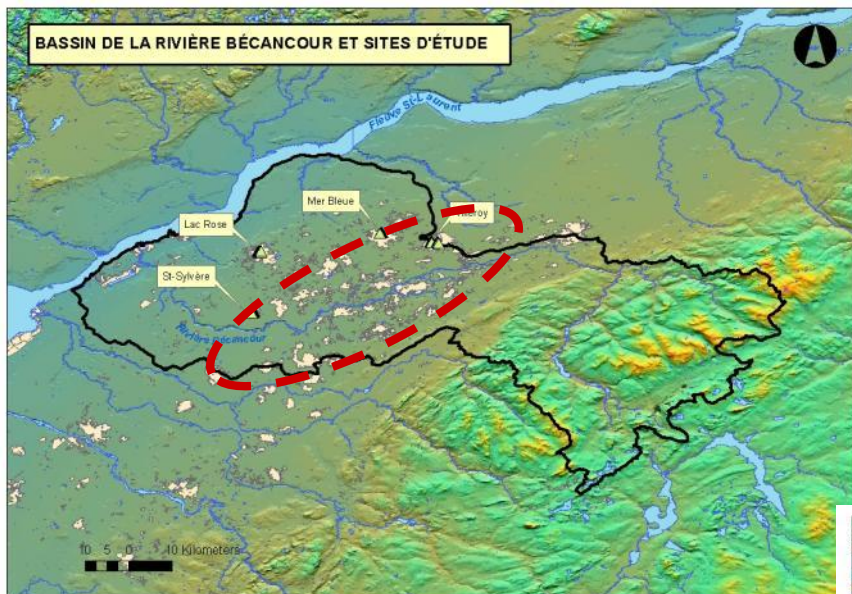 BASSIN DE LA RIVIÈRE BÉCANCOUR ET SITES D'ÉTUDE
Fleuve St-Laurent
Mer Bleue
Lac Rose
St-Sylvère
Rivière Bécancour
10 5 0 10 Kilometers